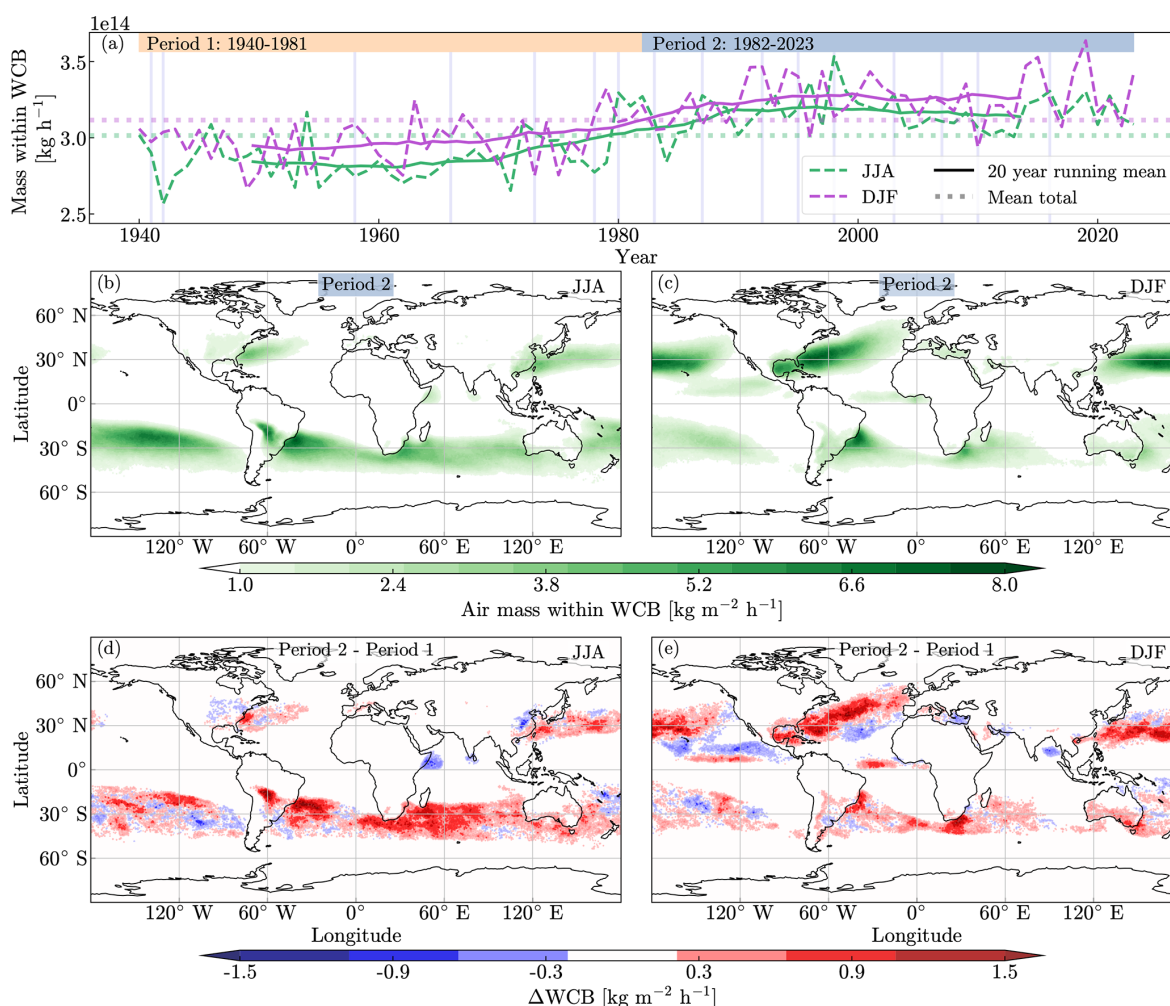 1e14
(a)
Period 1: 1940-1981
Period 2: 1982-2023
Mass within WCB
[kg h⁻¹]
3.5
3.0
2.5
JJA
DJF
20 year running mean
Mean total
1940
1960
1980
2000
2020
Year
(b)
Period 2
JJA
(c)
Period 2
DJF
Latitude
60° N
30° N
0°
30° S
60° S
120° W
60° W
0°
60° E
120° E
120° W
60° W
0°
60° E
120° E
1.0
2.4
3.8
5.2
6.6
8.0
Air mass within WCB [kg m⁻² h⁻¹]
(d)
Period 2 - Period 1
JJA
(e)
Period 2 - Period 1
DJF
Latitude
60° N
30° N
0°
30° S
60° S
120° W
60° W
0°
60° E
120° E
120° W
60° W
0°
60° E
120° E
Longitude
Longitude
-1.5
-0.9
-0.3
0.3
0.9
1.5
ΔWCB [kg m⁻² h⁻¹]